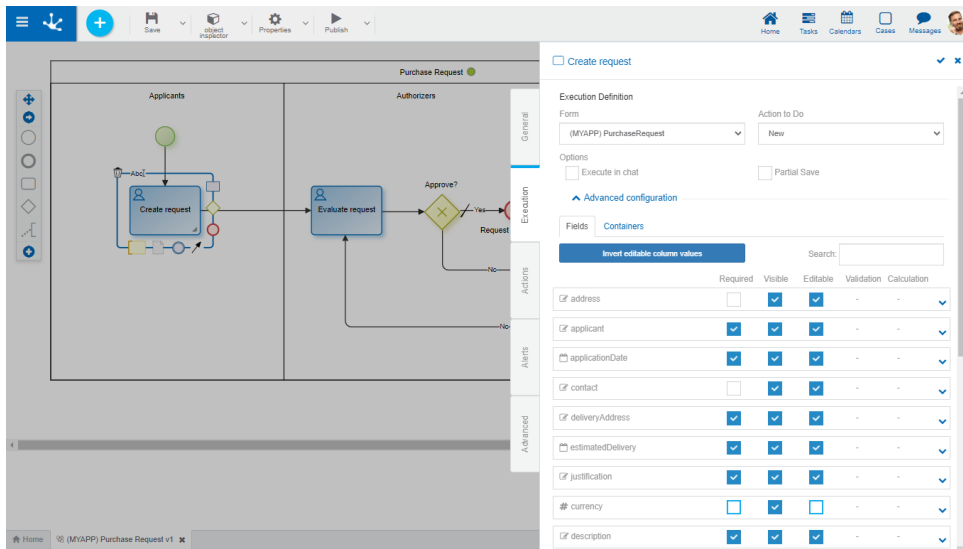 Save
object
inspector
Properties
Publish
Home
Tasks
Calendars
Cases
Messages
Purchase Request
Applicants
Authorizers
Abc
Create request
Evaluate request
Approve?
Yes
Request
No
No
General
Execution
Actions
Alerts
Advanced
Create request
Execution Definition
Form
Action to Do
(MYAPP) PurchaseRequest
New
Options
Execute in chat
Partial Save
Advanced configuration
Fields
Containers
Invert editable column values
Search:
Required Visible Editable Validation Calculation
address - -
applicant - -
applicationDate - -
contact - -
deliveryAddress - -
estimatedDelivery - -
justification - -
# currency - -
description - -
Home
(MYAPP) Purchase Request v1